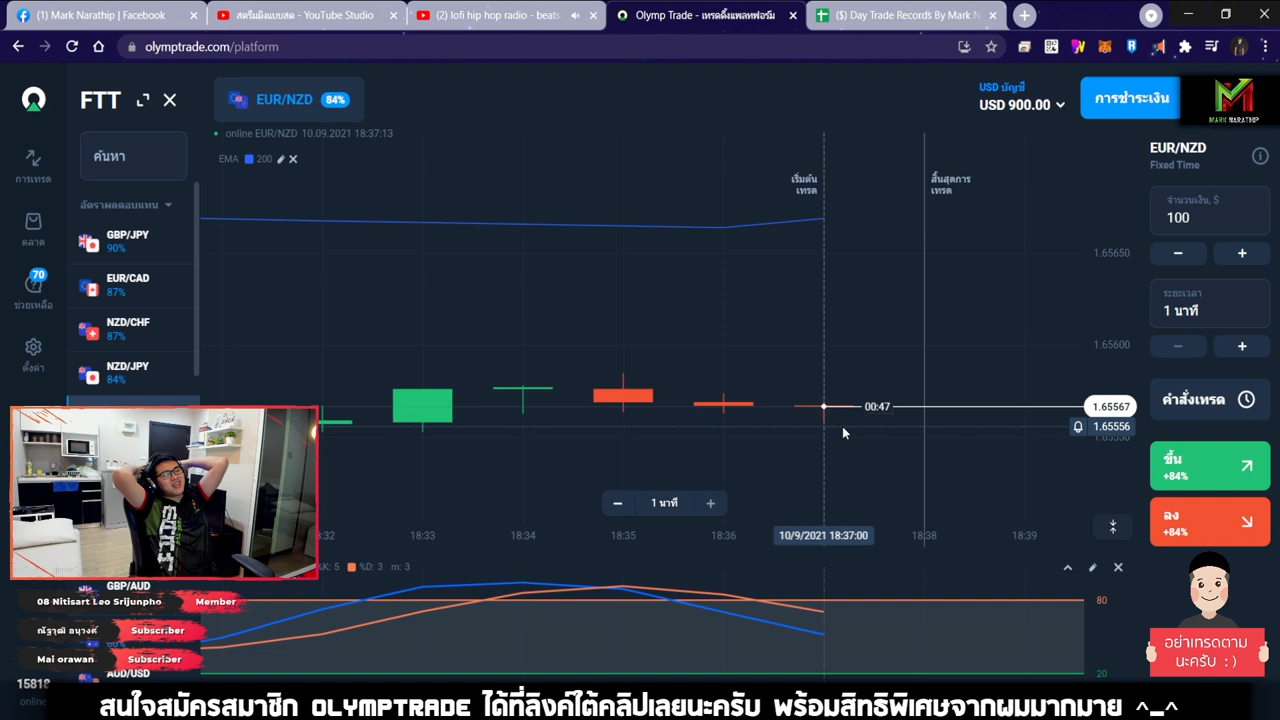 (1) Mark Narathip | Facebook
สตรีมมิงแบบสด - YouTube Studio
(2) lofi hip hop radio - beats
Olymp Trade - เทรดดิ้งแพลทฟอร์ม
($) Day Trade Records By Mark N
olymptrade.com/platform
FTT
EUR/NZD 84%
USD บัญชี
USD 900.00
การชำระเงิน
MARK NARATHIP
online EUR/NZD 10.09.2021 18:37:13
EMA 200
การเทรด
ตลาด
70
ช่วยเหลือ
ตั้งค่า
ค้นหา
อัตราผลตอบแทน
GBP/JPY
90%
EUR/CAD
87%
NZD/CHF
87%
NZD/JPY
84%
เริ่มต้น
เทรด
สิ้นสุดการ
เทรด
1.65650
1.65600
00:47
1.65567
1.65556
EUR/NZD
Fixed Time
จำนวนเงิน, $
100
− +
ระยะเวลา
1 นาที
− +
คำสั่งเทรด
ขึ้น
+84%
ลง
+84%
− 1 นาที +
:32
18:33
18:34
18:35
18:36
10/9/2021 18:37:00
18:38
18:39
%K: 5 %D: 3 m: 3
80
20
GBP/AUD
08 Nitisart Leo Srijunpho Member
ณัฐวุฒิ อนุวงค์ Subscriber
Mai orawan Subscriber
AUD/USD
15818
online
อย่าเทรดตาม
นะครับ : )
สนใจสมัครสมาชิก OLYMPTRADE ได้ที่ลิงค์ใต้คลิปเลยนะครับ พร้อมสิทธิพิเศษจากผมมากมาย ^_^